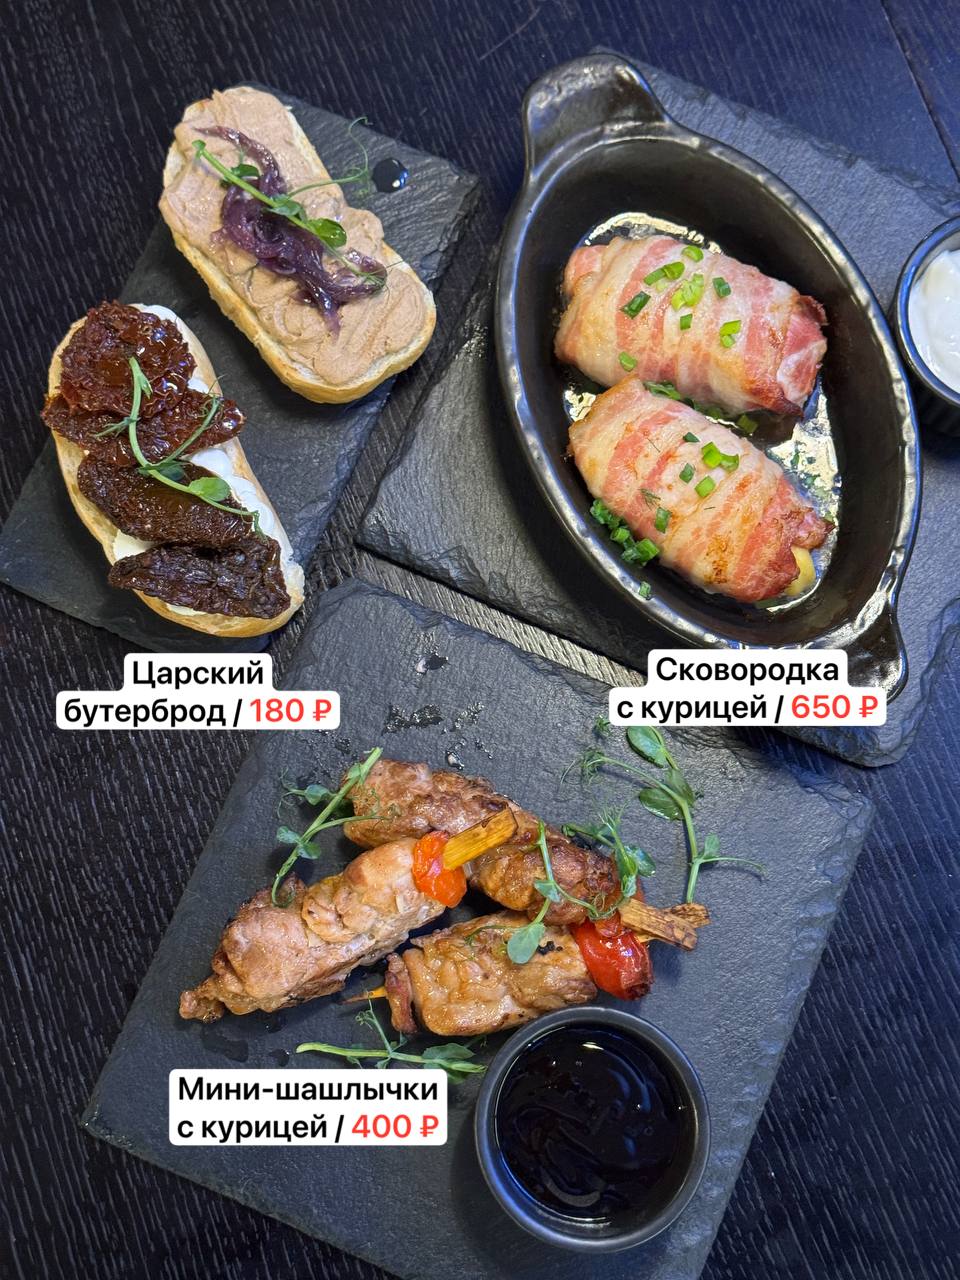 Царский
бутерброд / 180 ₽
Сковородка
с курицей / 650 ₽
Мини-шашлычки
с курицей / 400 ₽